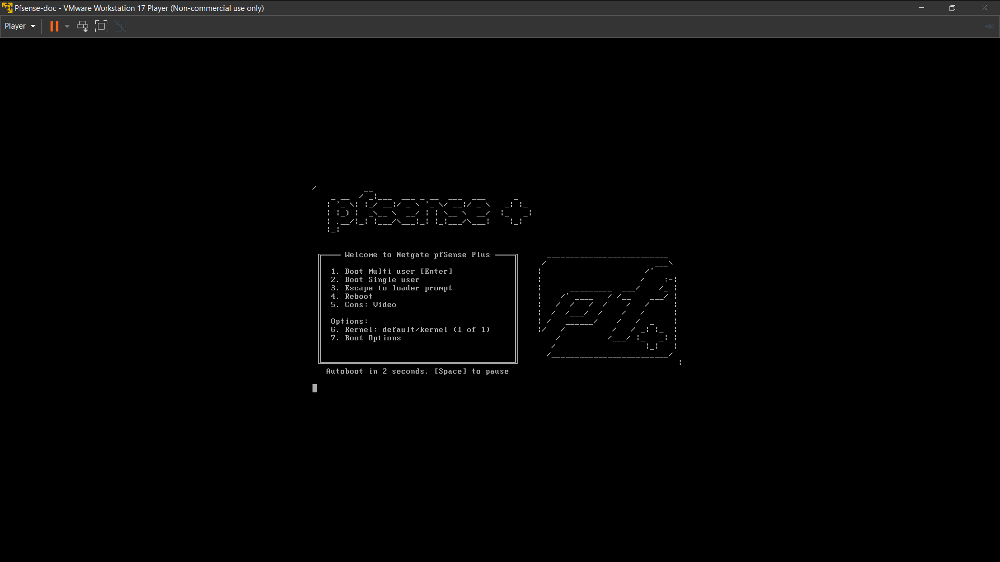 Pfsense-doc - VMware Workstation 17 Player (Non-commercial use only)
Player
pfsense +
Welcome to Netgate pfSense Plus
1. Boot Multi user [Enter]
2. Boot Single user
3. Escape to loader prompt
4. Reboot
5. Cons: Video
Options:
6. Kernel: default/kernel (1 of 1)
7. Boot Options
Autoboot in 2 seconds. [Space] to pause
pf+